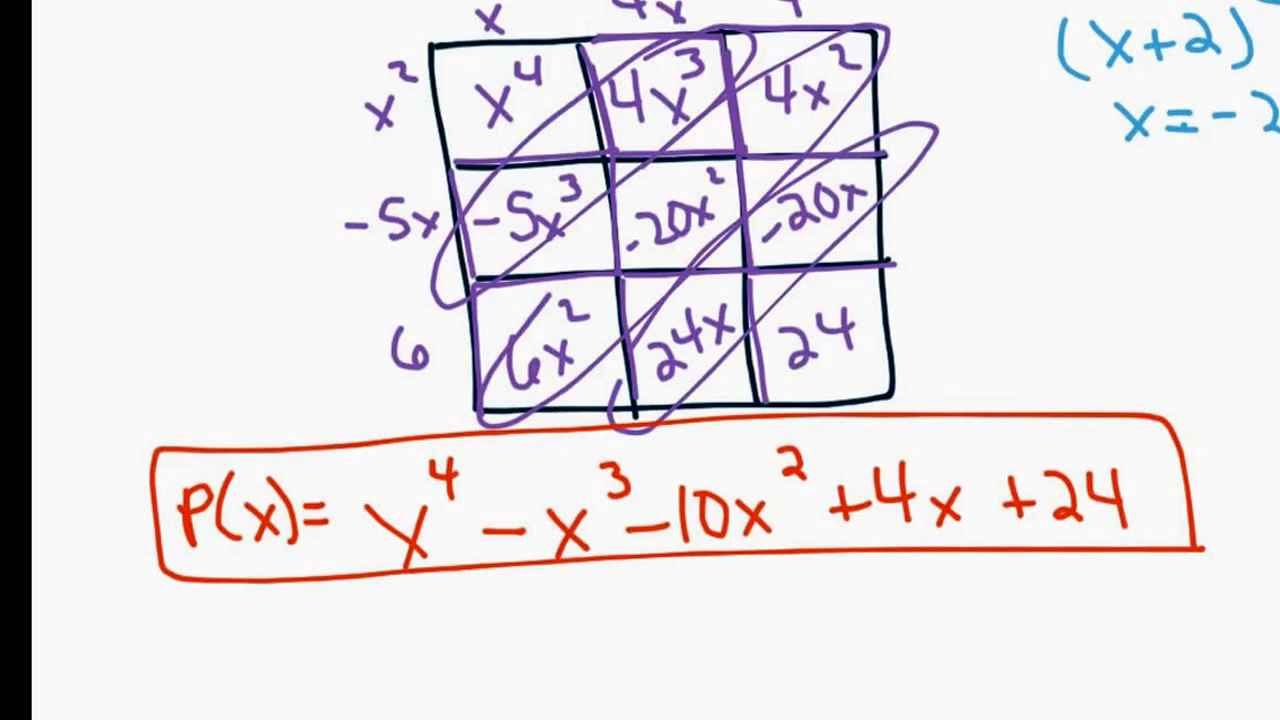 x 4x
(x+2)
x² x⁴ 4x³ 4x²
x=-2
-5x -5x³ -20x² -20x
6 6x² 24x 24
P(x)= x⁴ - x³ -10x² +4x +24